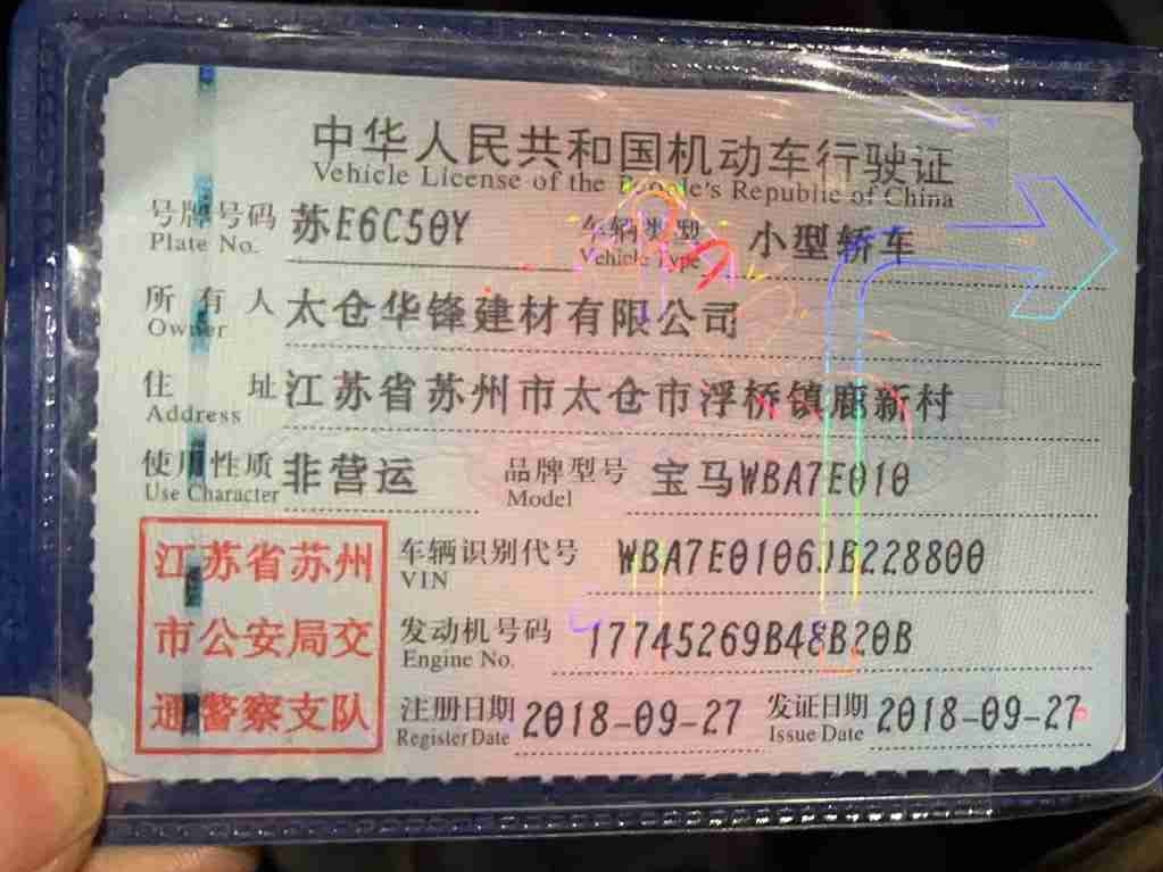 中华人民共和国机动车行驶证
Vehicle License of the People's Republic of China
号牌号码 苏E6C50Y 车辆类型 小型轿车
Plate No. Vehicle Type
所有人 太仓华锋建材有限公司
Owner
住址 江苏省苏州市太仓市浮桥镇鹿新村
Address
使用性质 非营运 品牌型号 宝马WBA7E010
Use Character Model
江苏省苏州
市公安局交
通警察支队
车辆识别代号 WBA7E0106JB228800
VIN
发动机号码 17745269B48B20B
Engine No.
注册日期 2018-09-27 发证日期 2018-09-27
Register Date Issue Date